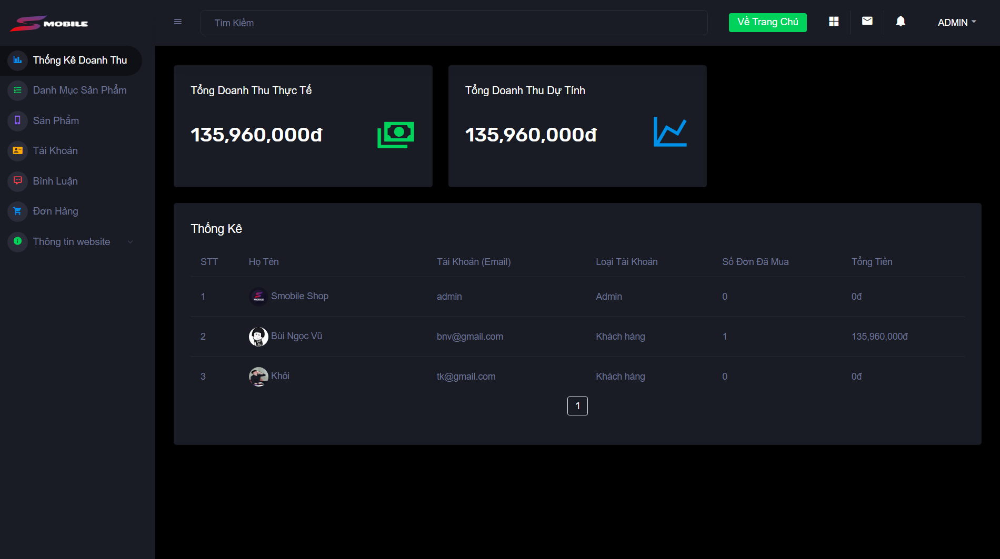 MOBILE
Tìm Kiếm
Về Trang Chủ
ADMIN
Thống Kê Doanh Thu
Danh Mục Sản Phẩm
Sản Phẩm
Tài Khoản
Bình Luận
Đơn Hàng
Thông tin website
Tổng Doanh Thu Thực Tế
135,960,000đ
Tổng Doanh Thu Dự Tính
135,960,000đ
Thống Kê
STT Họ Tên Tài Khoản (Email) Loại Tài Khoản Số Đơn Đã Mua Tổng Tiền
1 MOBILE Smobile Shop admin Admin 0 0đ
2 Bùi Ngọc Vũ bnv@gmail.com Khách hàng 1 135,960,000đ
3 Khôi tk@gmail.com Khách hàng 0 0đ
1